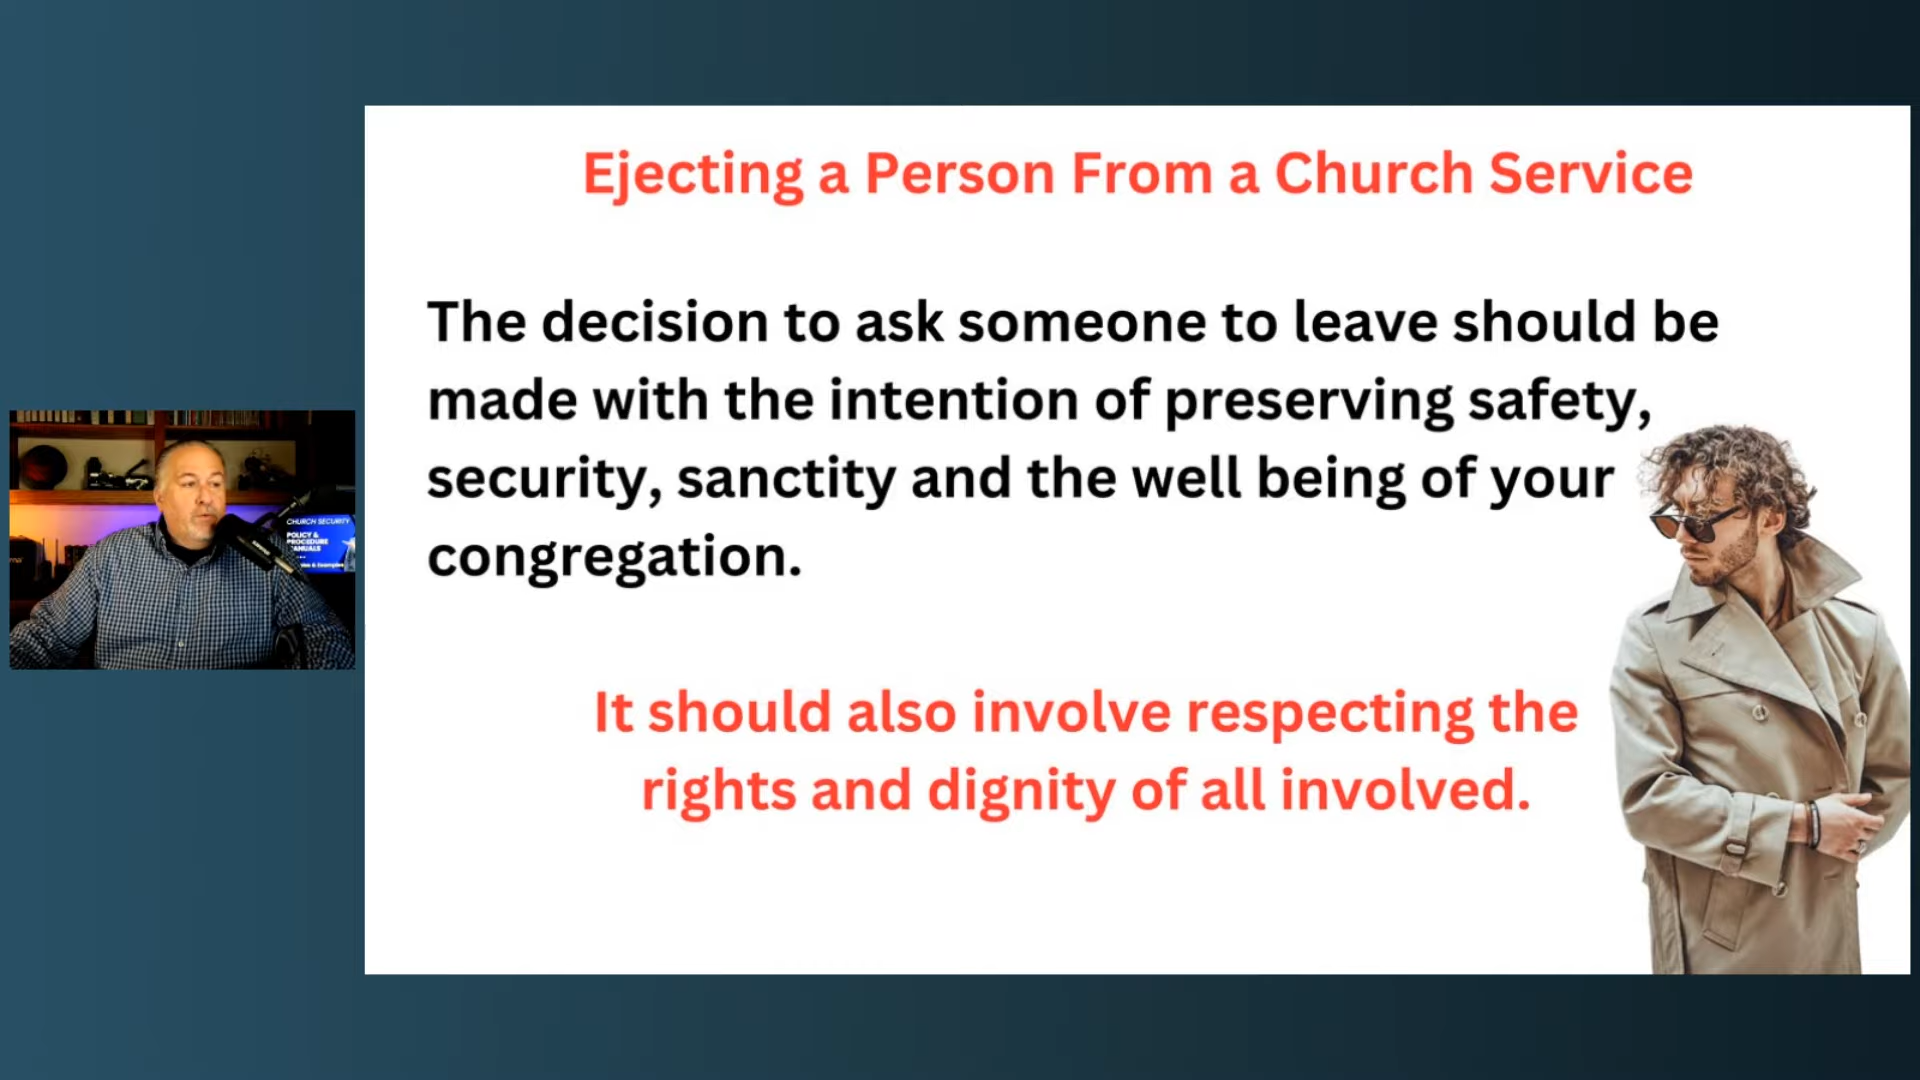 Ejecting a Person From a Church Service
The decision to ask someone to leave should be
made with the intention of preserving safety,
security, sanctity and the well being of your
congregation.
It should also involve respecting the
rights and dignity of all involved.
CHURCH SECURITY
POLICY &
PROCEDURE
MANUALS
& Examples